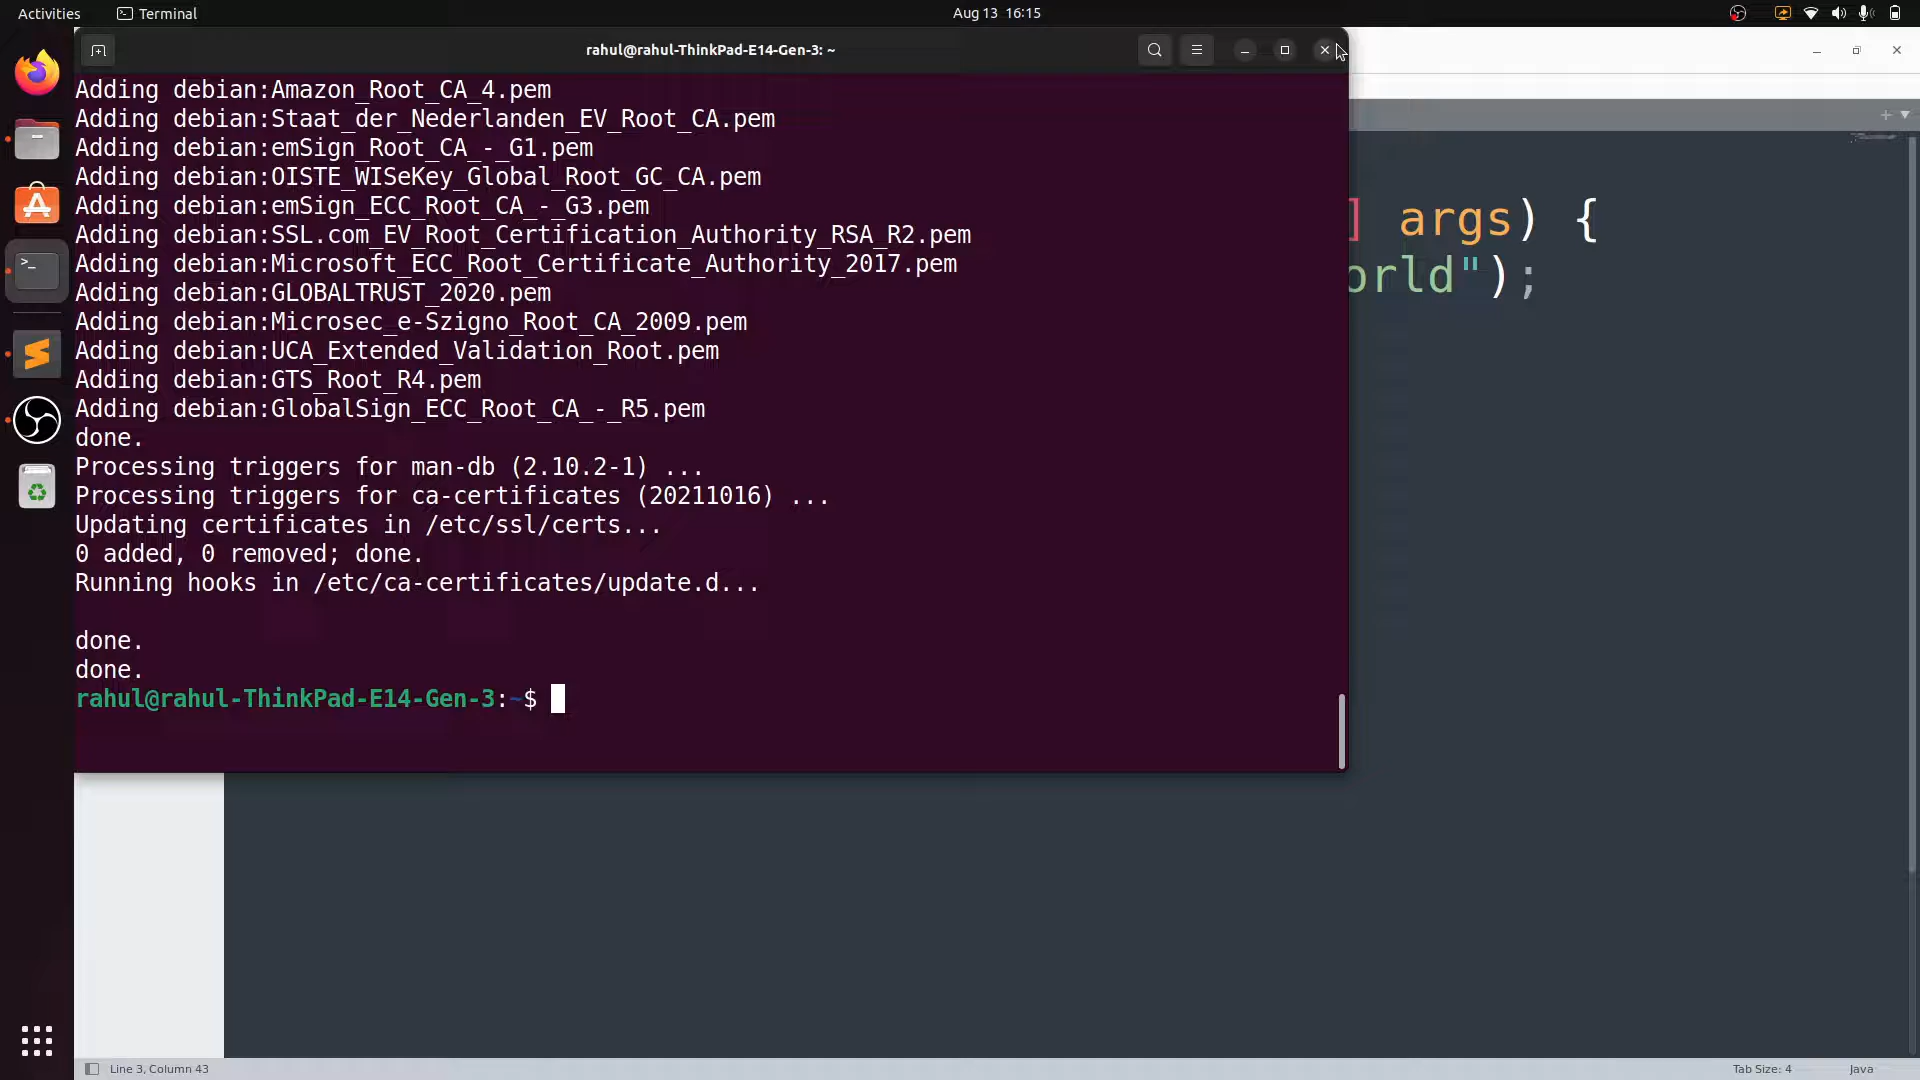 Activities
Terminal
Aug 13 16:15
rahul@rahul-ThinkPad-E14-Gen-3: ~
Adding debian:Amazon_Root_CA_4.pem
Adding debian:Staat_der_Nederlanden_EV_Root_CA.pem
Adding debian:emSign_Root_CA_-_G1.pem
Adding debian:OISTE_WISeKey_Global_Root_GC_CA.pem
Adding debian:emSign_ECC_Root_CA_-_G3.pem
Adding debian:SSL.com_EV_Root_Certification_Authority_RSA_R2.pem
Adding debian:Microsoft_ECC_Root_Certificate_Authority_2017.pem
Adding debian:GLOBALTRUST_2020.pem
Adding debian:Microsec_e-Szigno_Root_CA_2009.pem
Adding debian:UCA_Extended_Validation_Root.pem
Adding debian:GTS_Root_R4.pem
Adding debian:GlobalSign_ECC_Root_CA_-_R5.pem
done.
Processing triggers for man-db (2.10.2-1) ...
Processing triggers for ca-certificates (20211016) ...
Updating certificates in /etc/ssl/certs...
0 added, 0 removed; done.
Running hooks in /etc/ca-certificates/update.d...
done.
done.
rahul@rahul-ThinkPad-E14-Gen-3:~$
] args) {
orld");
Line 3, Column 43
Tab Size: 4
Java